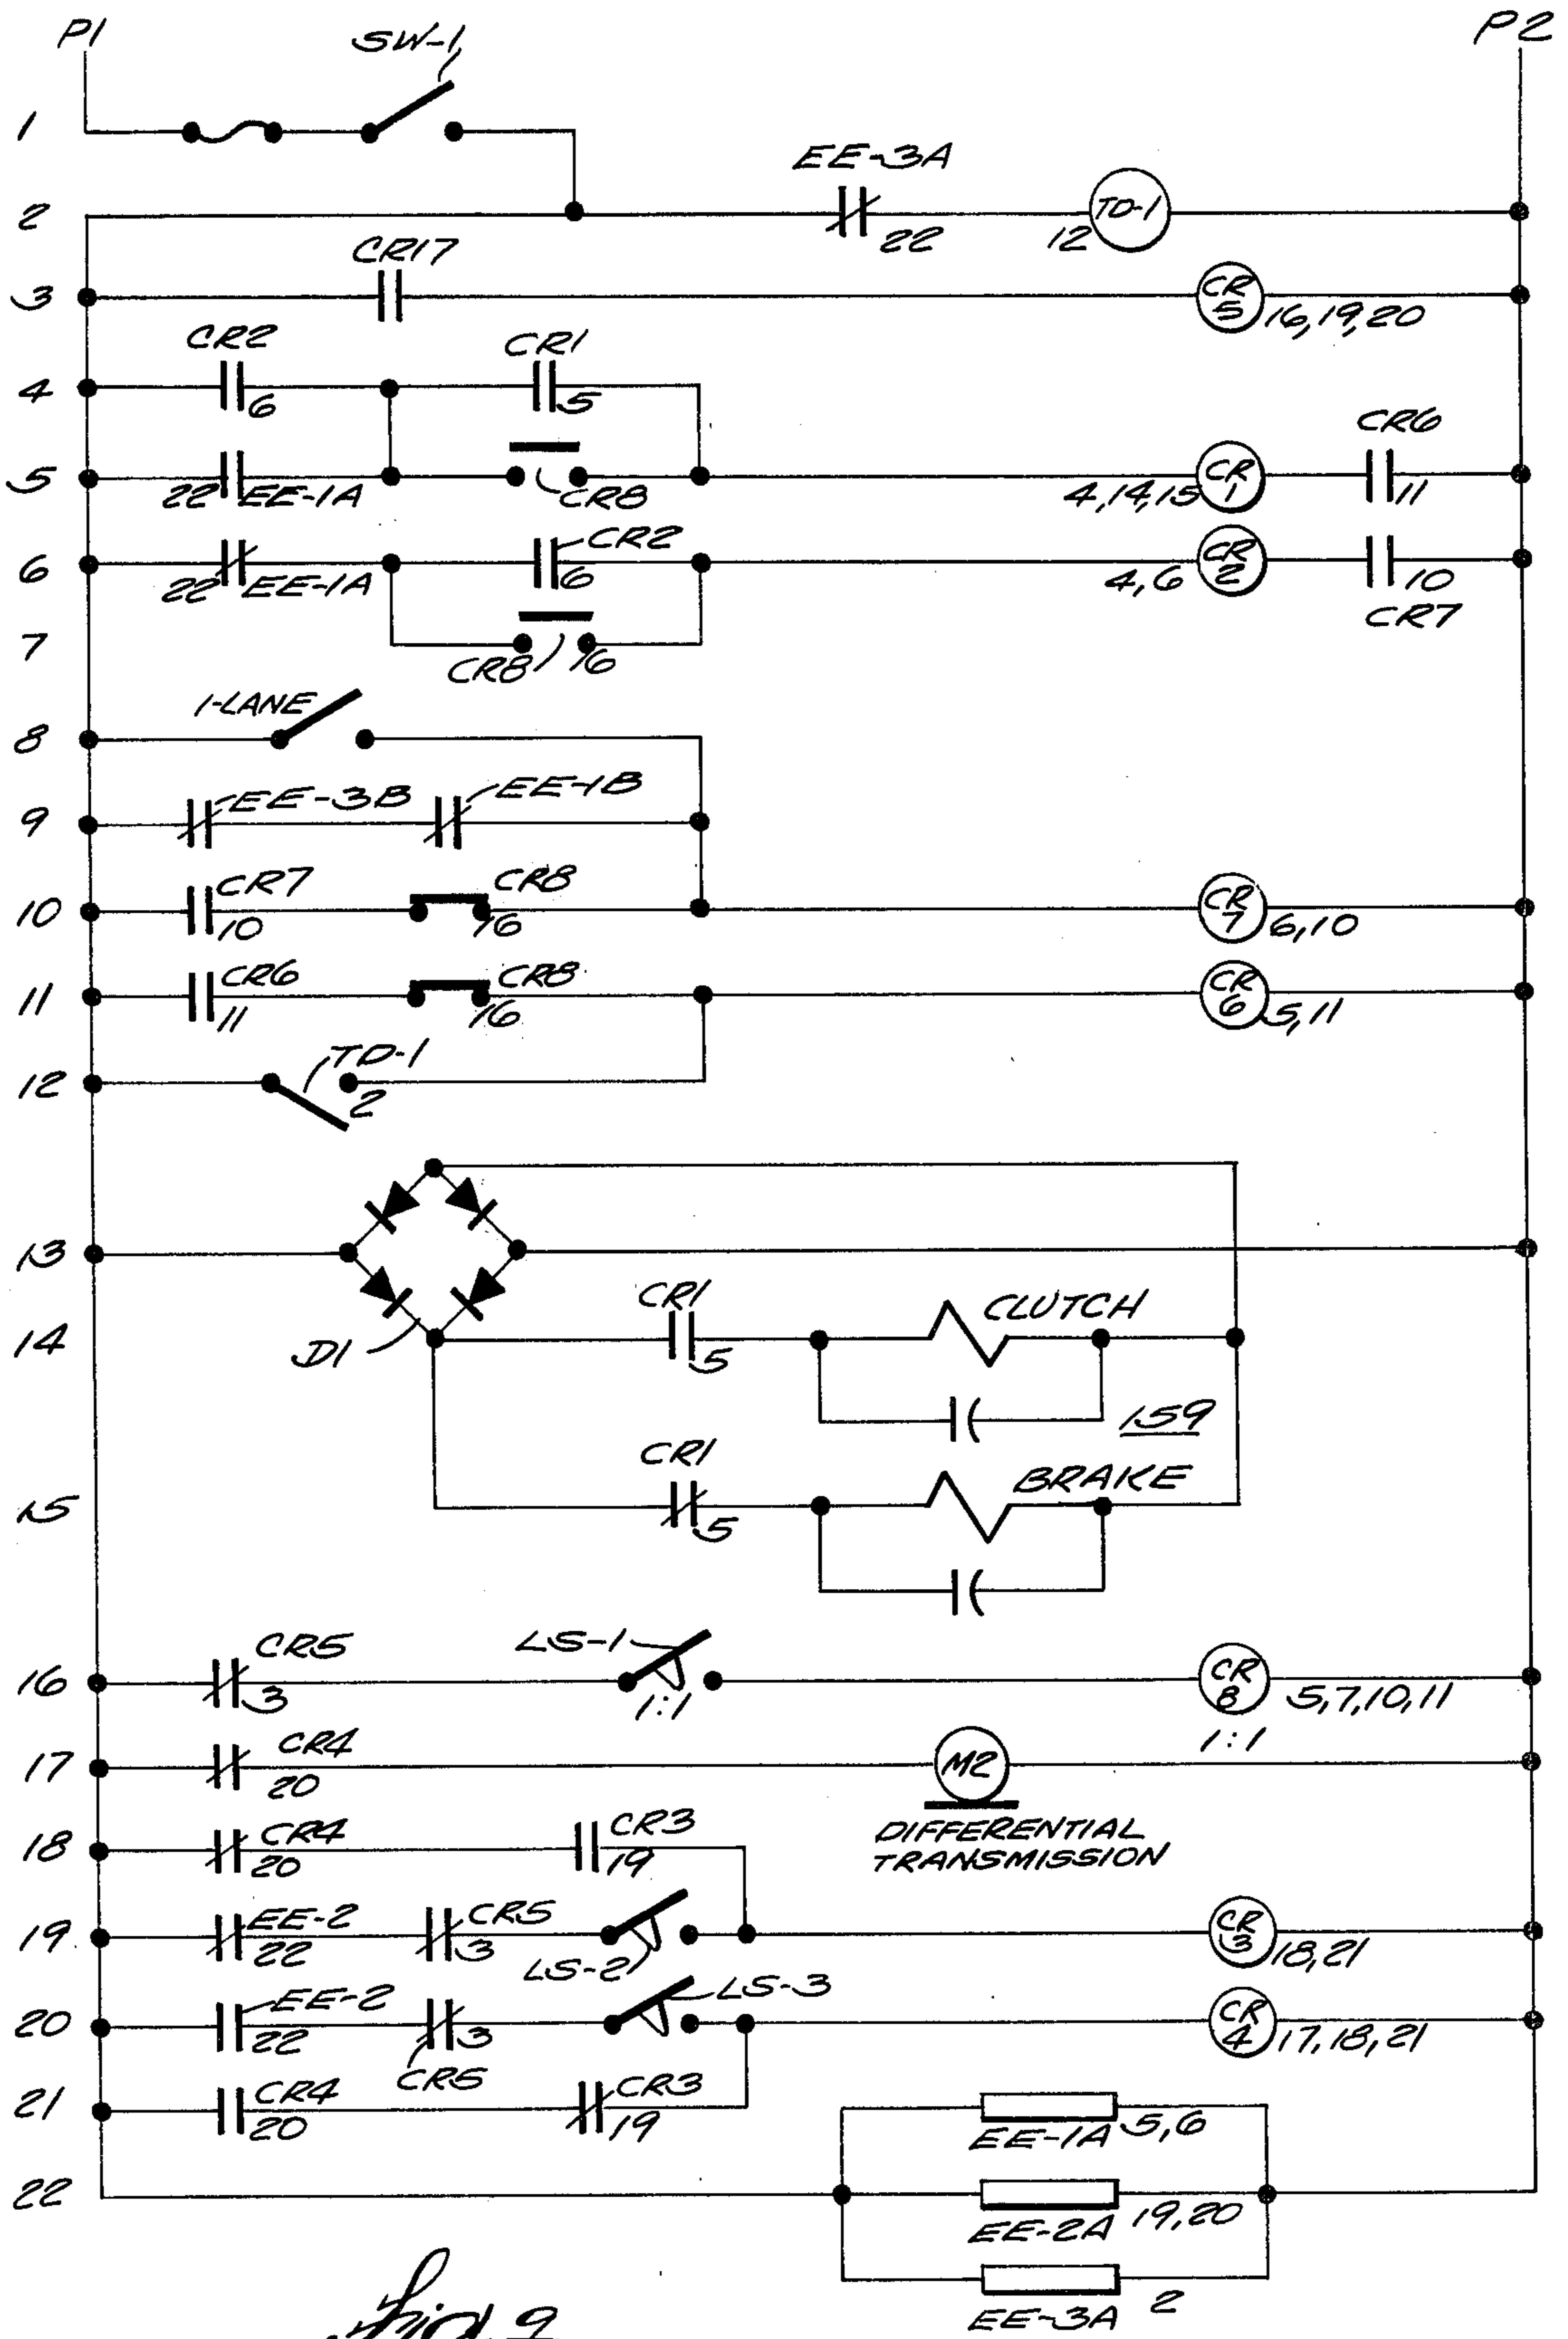 P1 SW-1 P2
1
EE-3A
2 22 12 TD-1
CR17
3 CR 5 16,19,20
CR2 CR1
4 6 5
CR6
5 22 EE-1A CR8 4,14,15 CR 1 11
CR2
6 22 EE-1A 6 4,6 CR 2 10
CR7
7 CR8 16
1-LANE
8
EE-3B EE-1B
9
CR7 CR8
10 10 16 CR 7 6,10
CR6 CR8
11 11 16 CR 6 5,11
TD-1
12 2
13
CR1 CLUTCH
14 D1 5
159
CR1 BRAKE
15 5
CR5 LS-1
16 3 1:1 CR 8 5,7,10,11
1:1
CR4
17 20 M2
DIFFERENTIAL
TRANSMISSION
CR4 CR3
18 20 19
EE-2 CR5
19 22 3 LS-2 CR 3 18,21
EE-2 LS-3
20 22 3 CR 4 17,18,21
CR5
CR4 CR3
21 20 19
EE-1A 5,6
22
EE-2A 19,20
EE-3A 2
Fig. 9